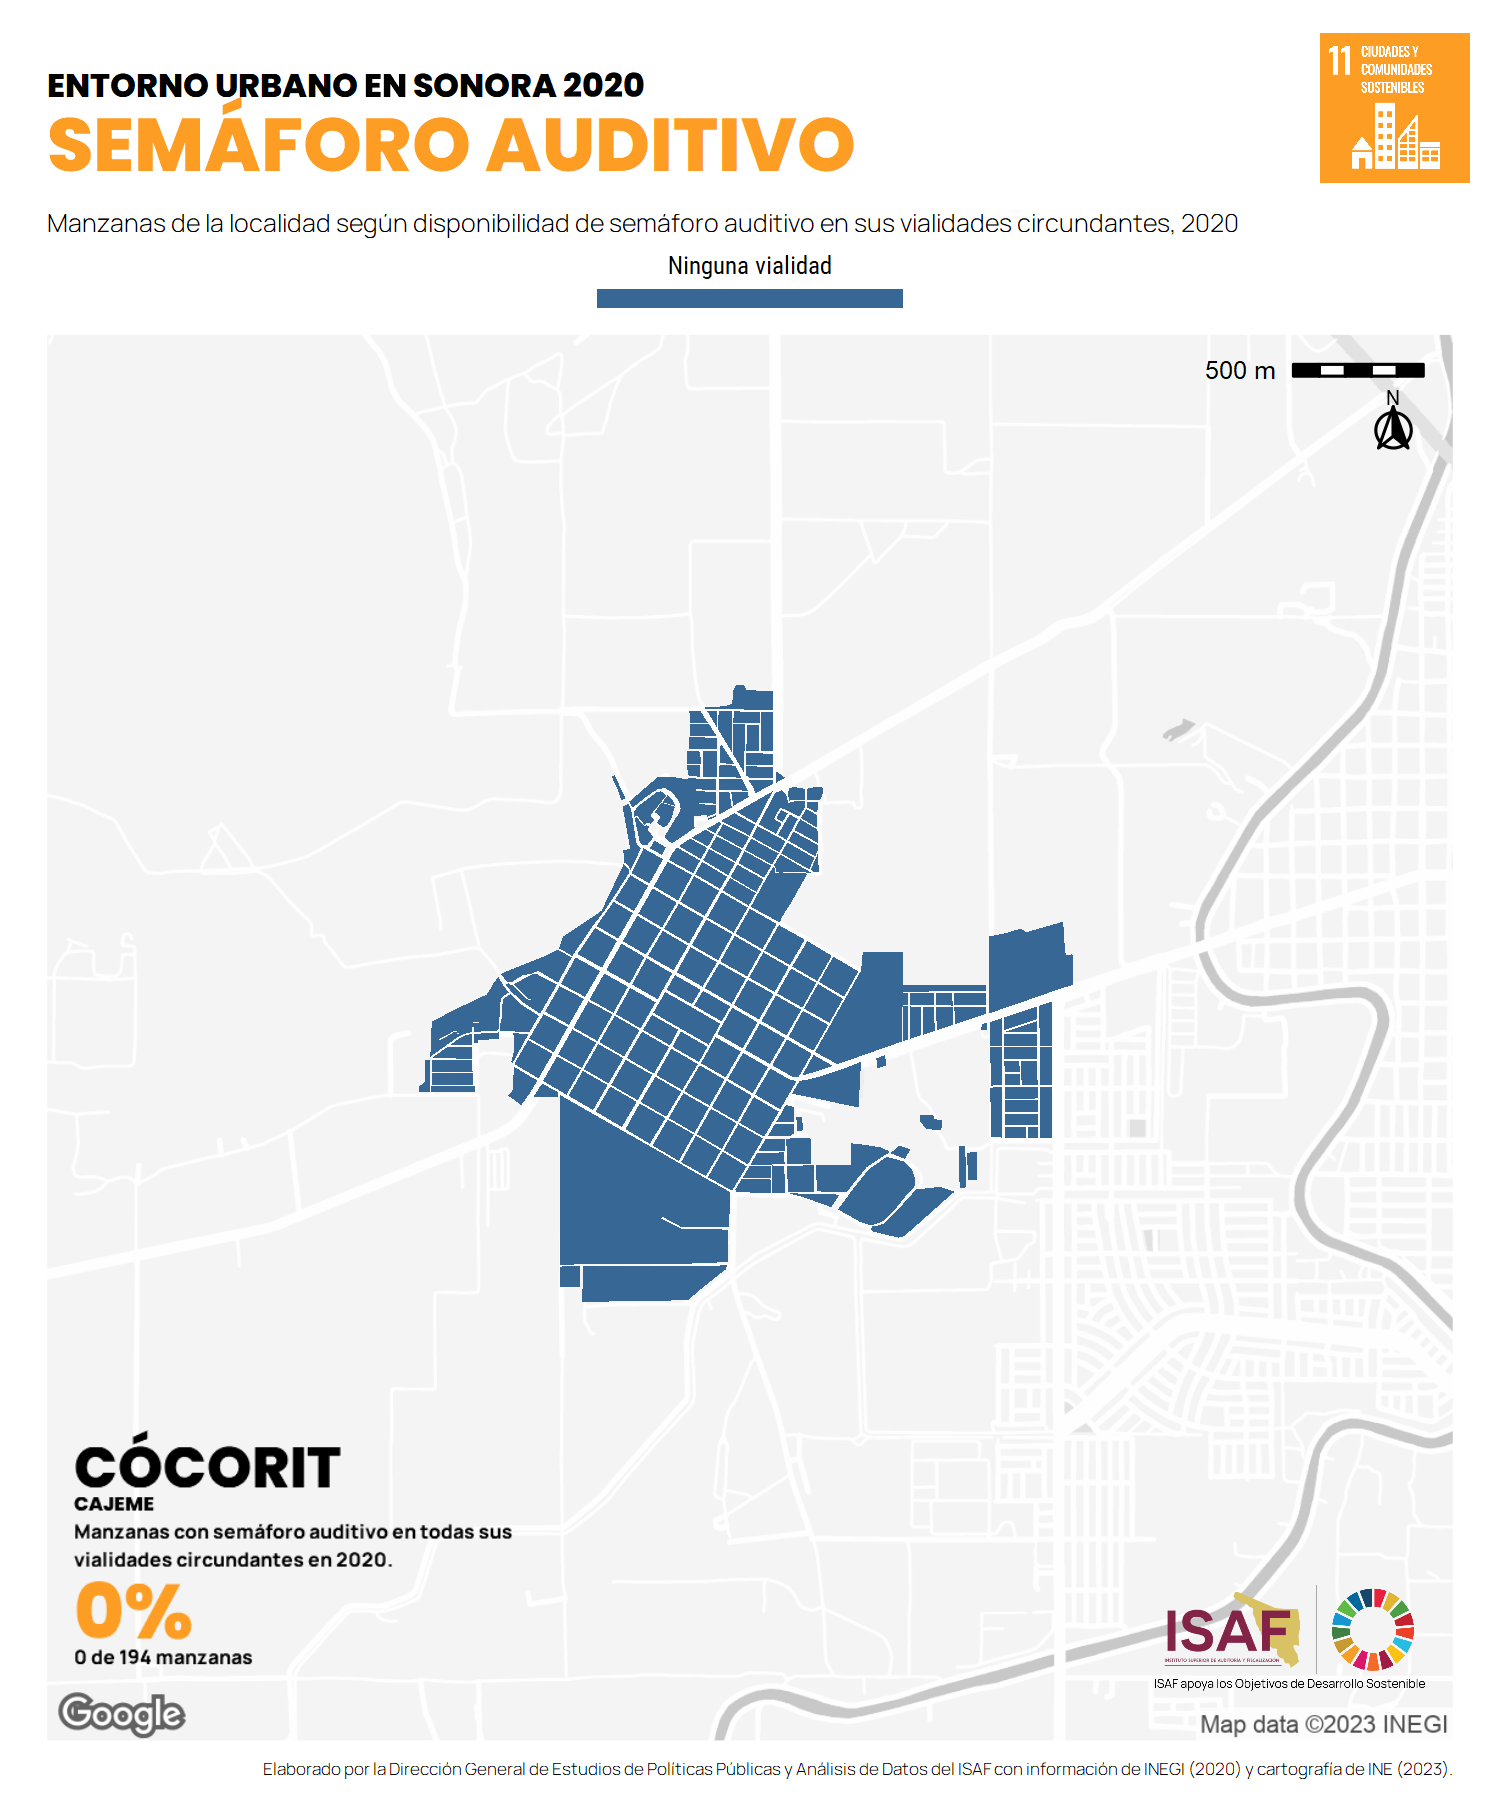 ENTORNO URBANO EN SONORA 2020
SEMÁFORO AUDITIVO
11 CIUDADES Y
COMUNIDADES
SOSTENIBLES
Manzanas de la localidad según disponibilidad de semáforo auditivo en sus vialidades circundantes, 2020
Ninguna vialidad
500 m
N
CÓCORIT
CAJEME
Manzanas con semáforo auditivo en todas sus
vialidades circundantes en 2020.
0%
0 de 194 manzanas
ISAF
INSTITUTO SUPERIOR DE AUDITORÍA Y FISCALIZACIÓN
ISAF apoya los Objetivos de Desarrollo Sostenible
Google
Map data ©2023 INEGI
Elaborado por la Dirección General de Estudios de Políticas Públicas y Análisis de Datos del ISAF con información de INEGI (2020) y cartografía de INE (2023).